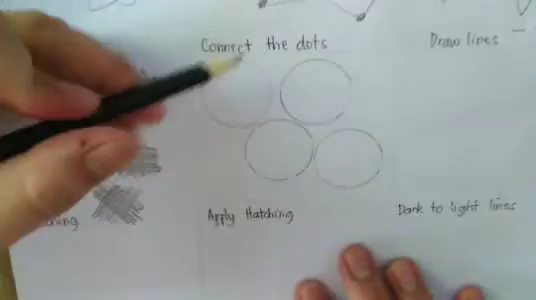 Connect the dots
Draw lines
Apply Hatching
Dark to light lines